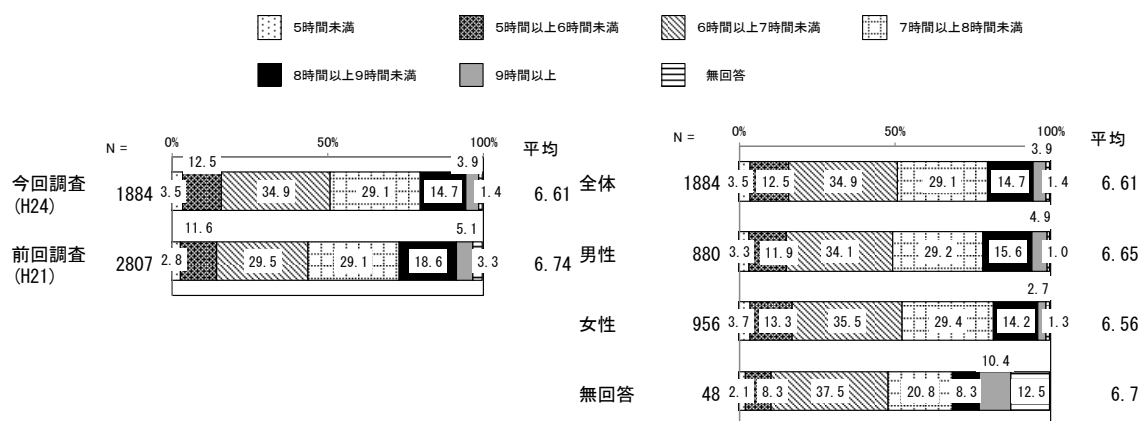 5時間未満 5時間以上6時間未満 6時間以上7時間未満 7時間以上8時間未満
8時間以上9時間未満 9時間以上 無回答
N = 0% 50% 100% 平均
12.5 3.9
今回調査 1884 3.5 34.9 29.1 14.7 1.4 6.61
(H24)
11.6 5.1
前回調査 2807 2.8 29.5 29.1 18.6 3.3 6.74
(H21)
N = 0% 50% 100% 平均
3.9
全体 1884 3.5 12.5 34.9 29.1 14.7 1.4 6.61
4.9
男性 880 3.3 11.9 34.1 29.2 15.6 1.0 6.65
2.7
女性 956 3.7 13.3 35.5 29.4 14.2 1.3 6.56
10.4
無回答 48 2.1 8.3 37.5 20.8 8.3 12.5 6.7